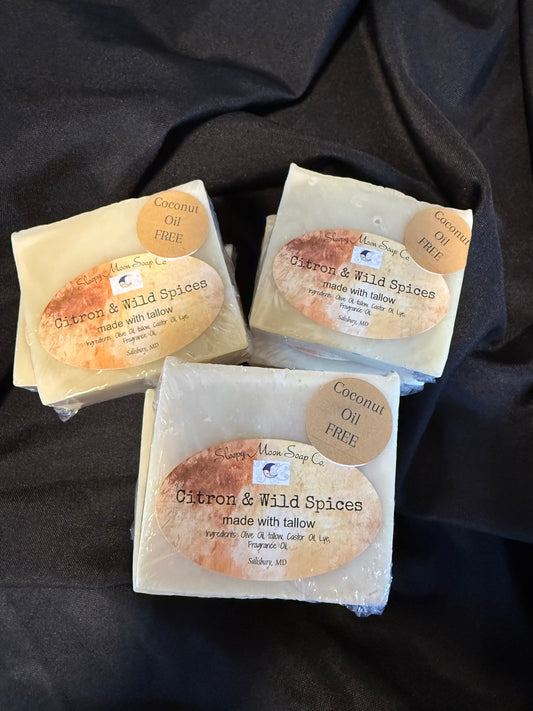 Coconut
Oil
FREE
Sleepy Moon Soap Co.
Citron & Wild Spices
made with tallow
Ingredients: Olive Oil, tallow, Castor Oil, Lye,
Fragrance Oil,
Salisbury, MD
Coconut
Oil
FREE
Sleepy Moon Soap Co.
Citron & Wild Spices
made with tallow
Ingredients: Olive Oil, tallow, Castor Oil, Lye,
Fragrance Oil,
Salisbury, MD
Coconut
Oil
FREE
Sleepy Moon Soap Co.
Citron & Wild Spices
made with tallow
Ingredients: Olive Oil, tallow, Castor Oil, Lye,
Fragrance Oil,
Salisbury, MD